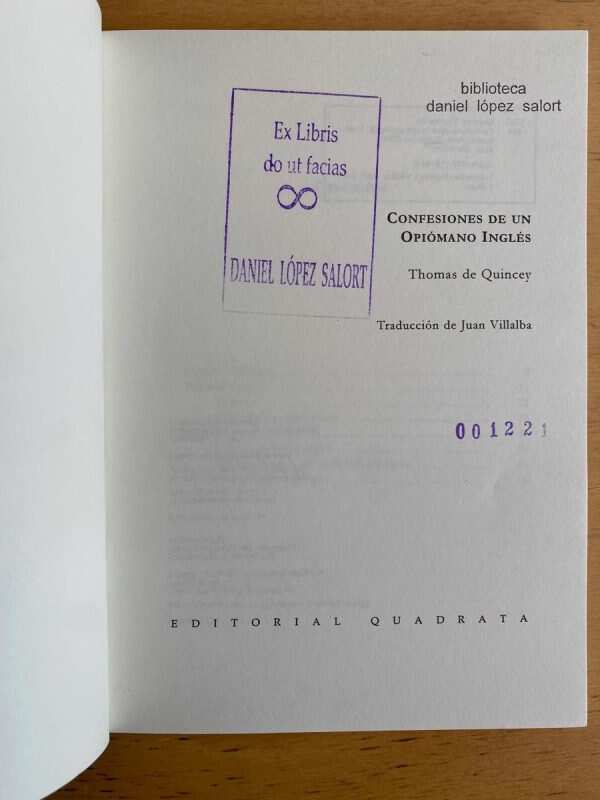 biblioteca
daniel lópez salort
Ex Libris
do ut facias
∞
DANIEL LÓPEZ SALORT
CONFESIONES DE UN
OPIÓMANO INGLÉS
Thomas de Quincey
Traducción de Juan Villalba
001221
EDITORIAL QUADRATA